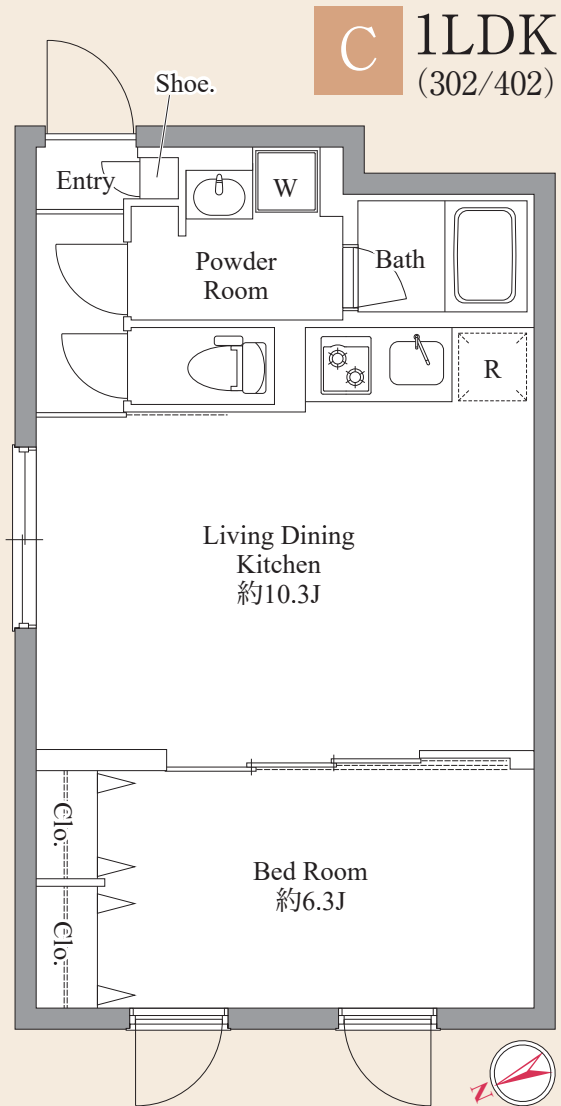 C
1LDK
(302/402)
Shoe.
Entry
W
Powder
Room
Bath
R
Living Dining
Kitchen
約10.3J
Clo.
Clo.
Bed Room
約6.3J
N